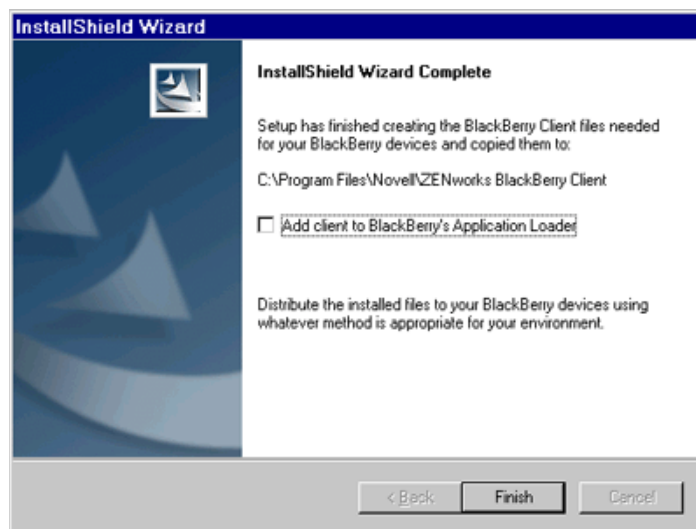 InstallShield Wizard
InstallShield Wizard Complete
Setup has finished creating the BlackBerry Client files needed
for your BlackBerry devices and copied them to:
C:\Program Files\Novell\ZENworks BlackBerry Client
Add client to BlackBerry's Application Loader
Distribute the installed files to your BlackBerry devices using
whatever method is appropriate for your environment.
< Back
Finish
Cancel